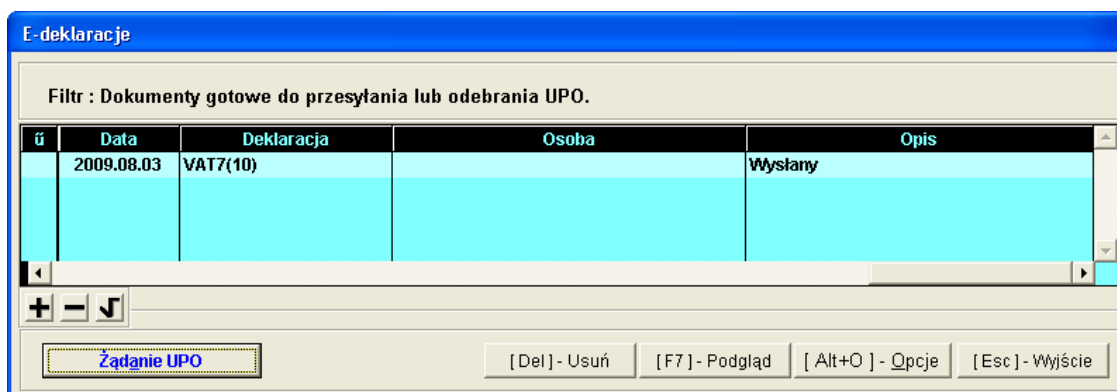 E-deklaracje
Filtr : Dokumenty gotowe do przesyłania lub odebrania UPO.
ű Data Deklaracja Osoba Opis
2009.08.03 VAT7(10) Wysłany
Żądanie UPO [ Del ] - Usuń [ F7 ] - Podgląd [ Alt+O ] - Opcje [ Esc ] - Wyjście